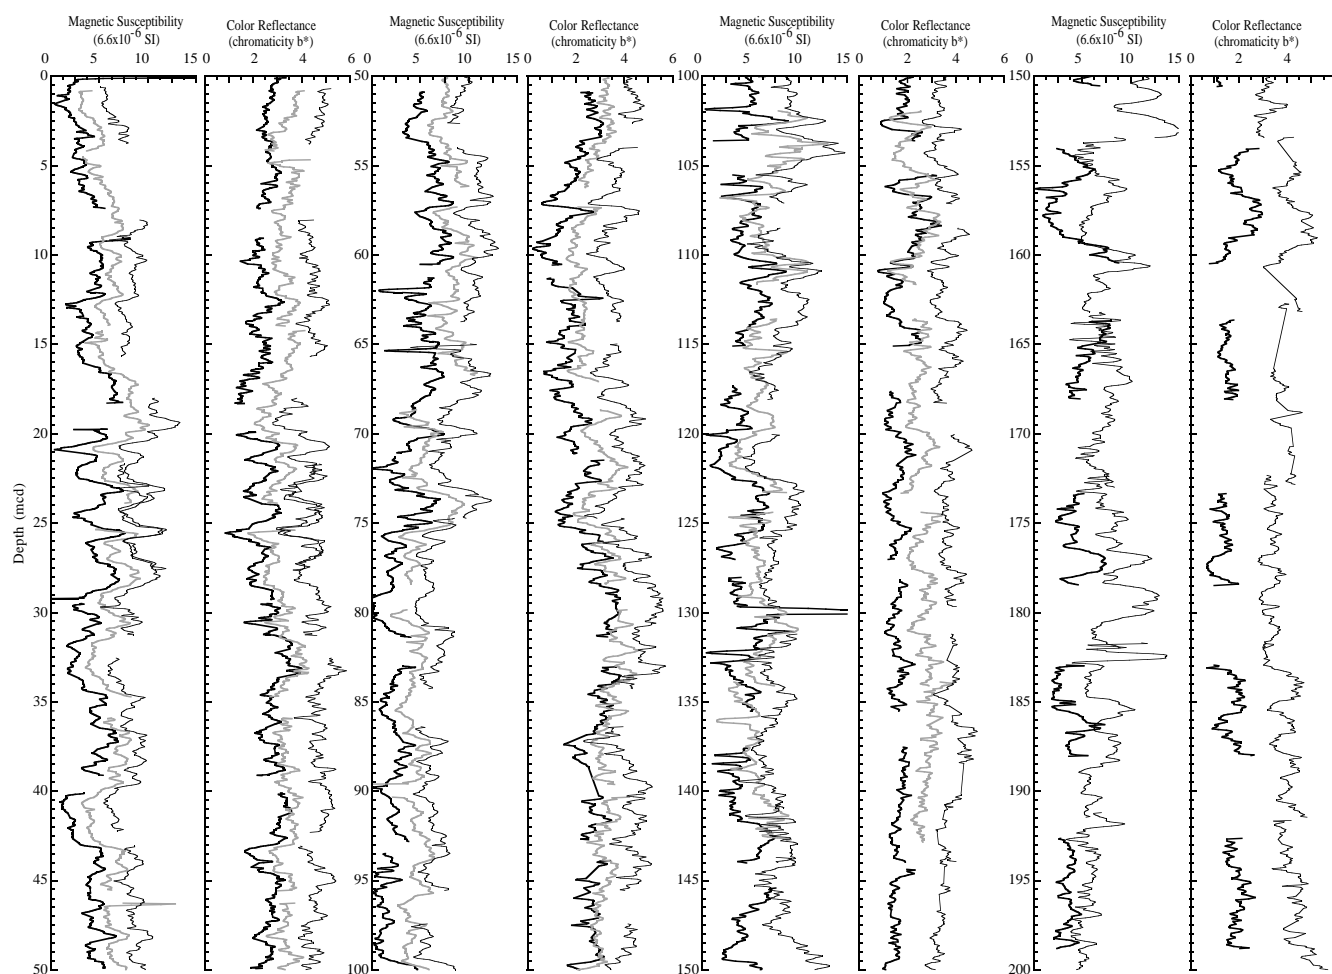 Magnetic Susceptibility
(6.6x10-6 SI)
Color Reflectance
(chromaticity b*)
Magnetic Susceptibility
(6.6x10-6 SI)
Color Reflectance
(chromaticity b*)
Magnetic Susceptibility
(6.6x10-6 SI)
Color Reflectance
(chromaticity b*)
Magnetic Susceptibility
(6.6x10-6 SI)
Color Reflectance
(chromaticity b*)
0 5 10 15 0 2 4 6 0 5 10 15 0 2 4 6 0 5 10 15 0 2 4 6 0 5 10 15 0 2 4
0 50 100 150
5 55 105 155
10 60 110 160
15 65 115 165
20 70 120 170
25 75 125 175
30 80 130 180
35 85 135 185
40 90 140 190
45 95 145 195
50 100 150 200
Depth (mcd)